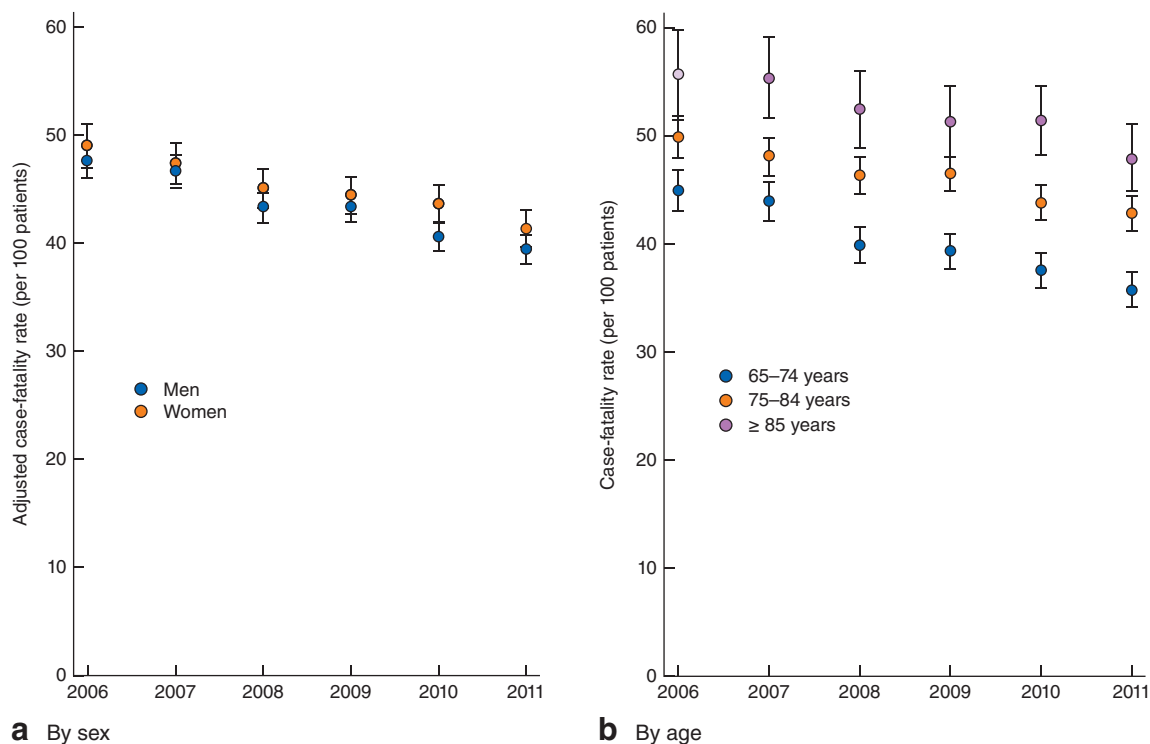 Adjusted case-fatality rate (per 100 patients)
60
50
40
30
20
10
0
2006 2007 2008 2009 2010 2011
Men
Women
a By sex
Case-fatality rate (per 100 patients)
60
50
40
30
20
10
0
2006 2007 2008 2009 2010 2011
65–74 years
75–84 years
≥ 85 years
b By age